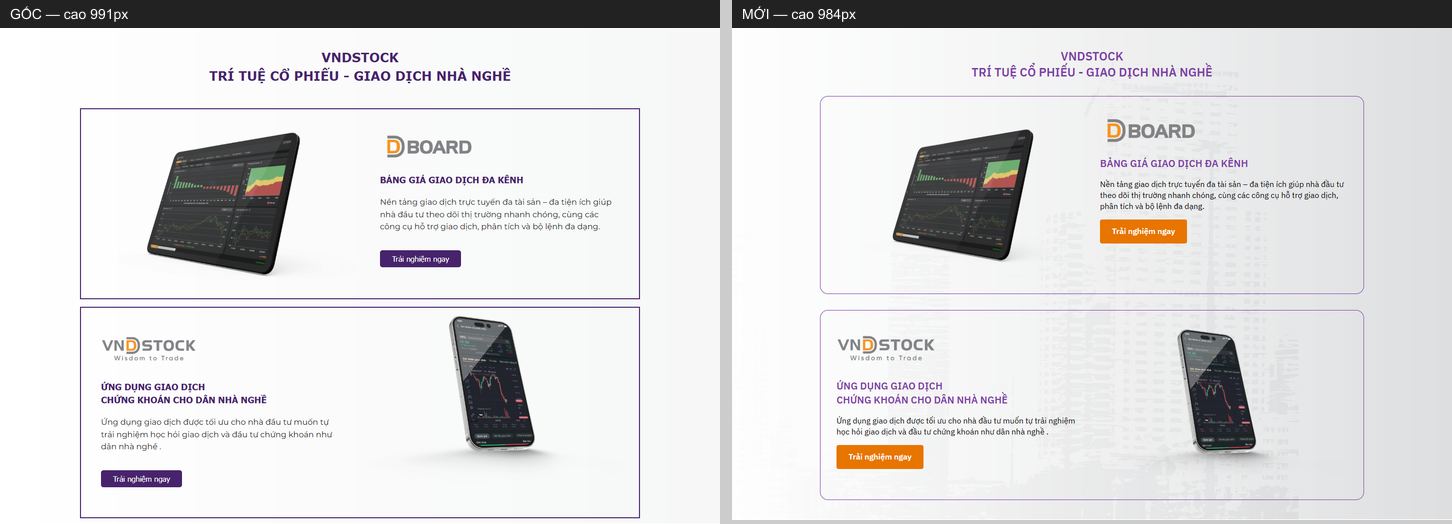 GỐC — cao 991px
VNDSTOCK
TRÍ TUỆ CỔ PHIẾU - GIAO DỊCH NHÀ NGHỀ
DBOARD
BẢNG GIÁ GIAO DỊCH ĐA KÊNH
Nền tảng giao dịch trực tuyến đa tài sản – đa tiện ích giúp
nhà đầu tư theo dõi thị trường nhanh chóng, cùng các
công cụ hỗ trợ giao dịch, phân tích và bộ lệnh đa dạng.
Trải nghiệm ngay
VNDSTOCK
Wisdom to Trade
ỨNG DỤNG GIAO DỊCH
CHỨNG KHOÁN CHO DÂN NHÀ NGHỀ
Ứng dụng giao dịch được tối ưu cho nhà đầu tư muốn tự
trải nghiệm học hỏi giao dịch và đầu tư chứng khoán như
dân nhà nghề .
Trải nghiệm ngay
MỚI — cao 984px
VNDSTOCK
TRÍ TUỆ CỔ PHIẾU - GIAO DỊCH NHÀ NGHỀ
DBOARD
BẢNG GIÁ GIAO DỊCH ĐA KÊNH
Nền tảng giao dịch trực tuyến đa tài sản – đa tiện ích giúp nhà đầu tư
theo dõi thị trường nhanh chóng, cùng các công cụ hỗ trợ giao dịch,
phân tích và bộ lệnh đa dạng.
Trải nghiệm ngay
VNDSTOCK
Wisdom to Trade
ỨNG DỤNG GIAO DỊCH
CHỨNG KHOÁN CHO DÂN NHÀ NGHỀ
Ứng dụng giao dịch được tối ưu cho nhà đầu tư muốn tự trải nghiệm
học hỏi giao dịch và đầu tư chứng khoán như dân nhà nghề .
Trải nghiệm ngay